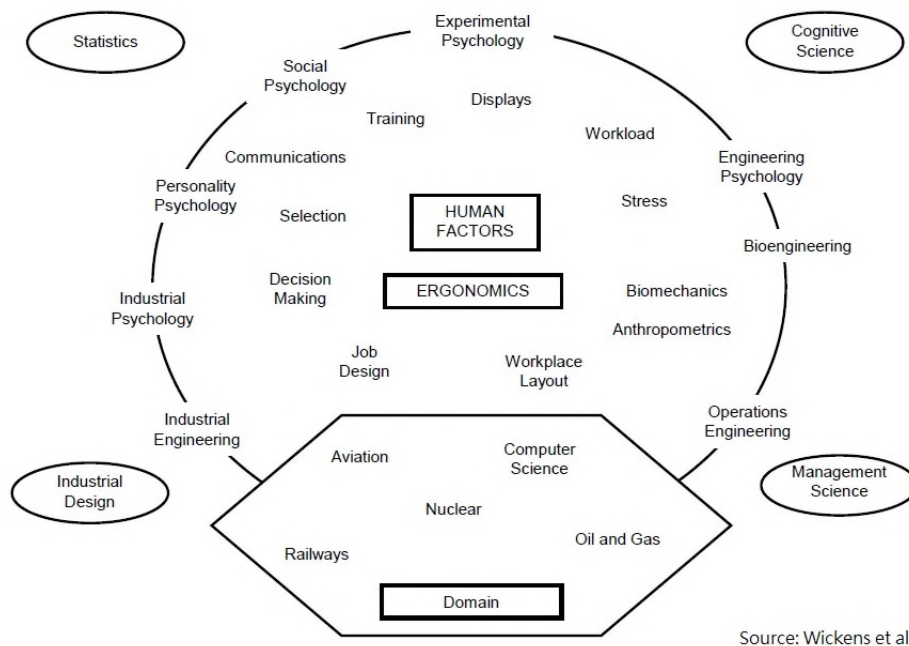 Statistics
Experimental
Psychology
Cognitive
Science
Social
Psychology
Training
Displays
Workload
Communications
Engineering
Psychology
Personality
Psychology
Selection
HUMAN
FACTORS
Stress
Bioengineering
Industrial
Psychology
Decision
Making
ERGONOMICS
Biomechanics
Anthropometrics
Job
Design
Workplace
Layout
Industrial
Engineering
Operations
Engineering
Aviation
Computer
Science
Industrial
Design
Management
Science
Nuclear
Railways
Oil and Gas
Domain
Source: Wickens et al